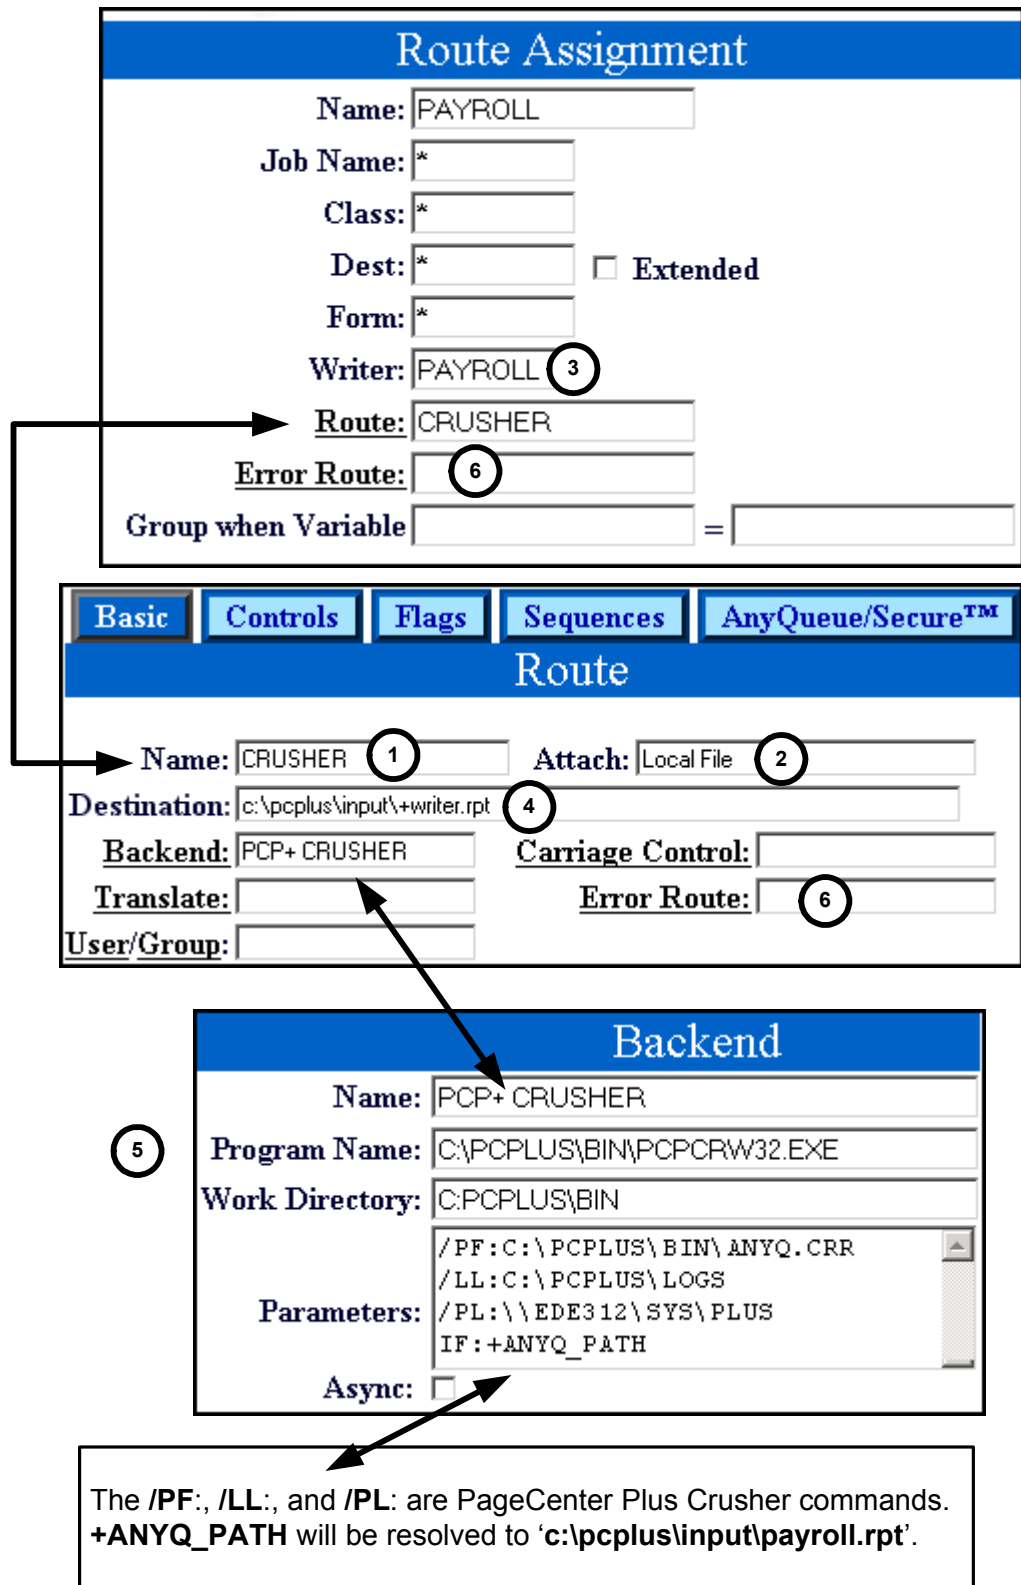 Route Assignment
Name: PAYROLL
Job Name: *
Class: *
Dest: * Extended
Form: *
Writer: PAYROLL 3
Route: CRUSHER
Error Route: 6
Group when Variable =
Basic Controls Flags Sequences AnyQueue/Secure™
Route
Name: CRUSHER 1 Attach: Local File 2
Destination: c:\pcplus\input\+writer.rpt 4
Backend: PCP+ CRUSHER Carriage Control:
Translate: Error Route: 6
User/Group:
Backend
Name: PCP+ CRUSHER
5 Program Name: C:\PCPLUS\BIN\PCPCRW32.EXE
Work Directory: C:PCPLUS\BIN
/PF:C:\PCPLUS\BIN\ANYQ.CRR
/LL:C:\PCPLUS\LOGS
Parameters: /PL:\\EDE312\SYS\PLUS
IF:+ANYQ_PATH
Async:
The /PF:, /LL:, and /PL: are PageCenter Plus Crusher commands.
+ANYQ_PATH will be resolved to ‘c:\pcplus\input\payroll.rpt’.